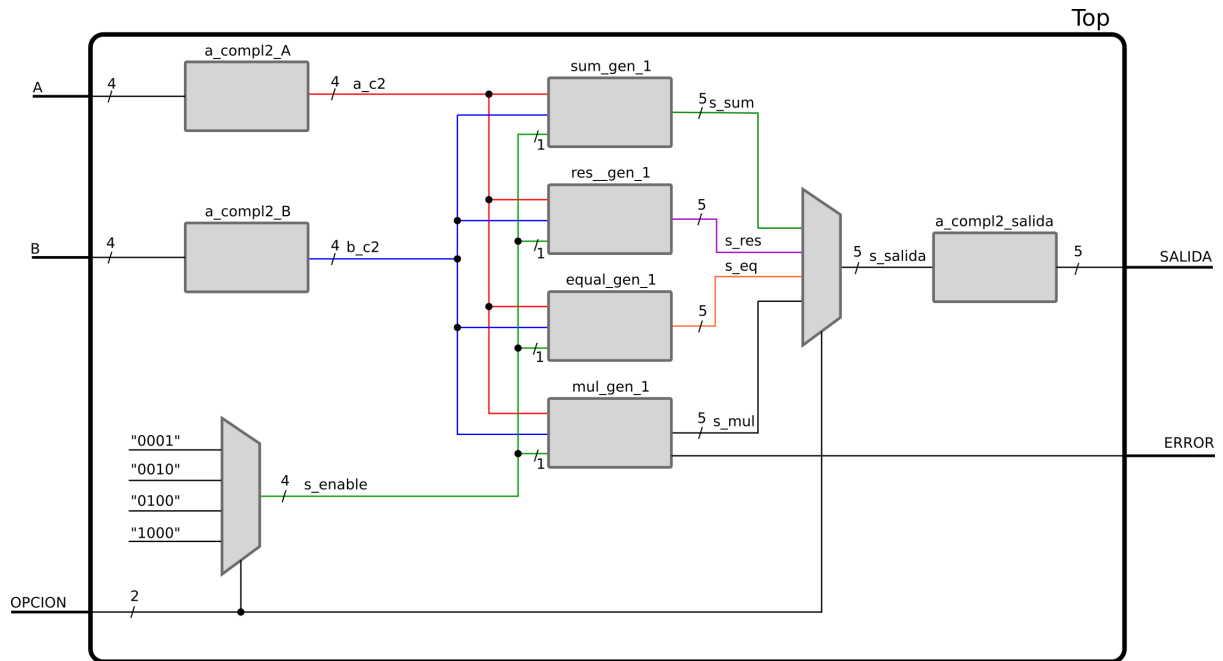 Top
a_compl2_A
sum_gen_1
A
4
4
a_c2
5
s_sum
1
res__gen_1
a_compl2_B
5
a_compl2_salida
B
4
4
b_c2
s_res
1
5
s_salida
5
SALIDA
s_eq
equal_gen_1
5
1
mul_gen_1
5
s_mul
"0001"
ERROR
1
"0010"
4
s_enable
"0100"
"1000"
OPCION
2